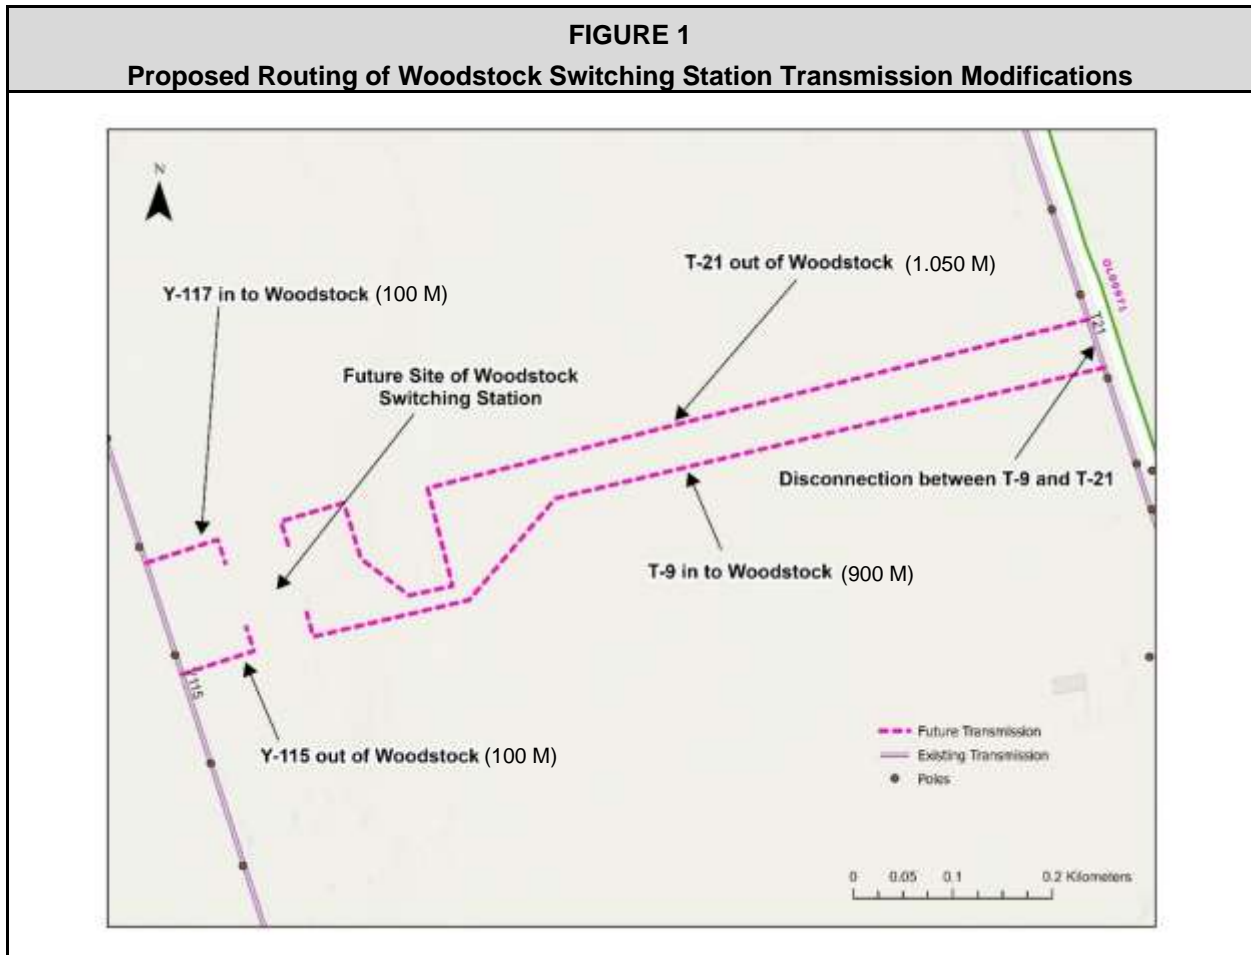 FIGURE 1
Proposed Routing of Woodstock Switching Station Transmission Modifications
N
T-21 out of Woodstock (1.050 M)
Y-117 in to Woodstock (100 M)
OL00971
T21
Future Site of Woodstock
Switching Station
Disconnection between T-9 and T-21
T-9 in to Woodstock (900 M)
Y115
Y-115 out of Woodstock (100 M)
Future Transmission
Existing Transmission
Poles
0 0.05 0.1 0.2 Kilometers